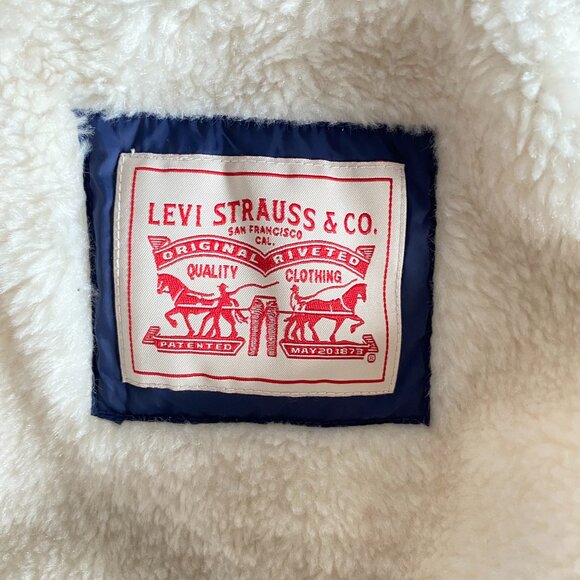 LEVI STRAUSS & CO.
SAN FRANCISCO
CAL.
ORIGINAL RIVETED
QUALITY CLOTHING
PATENTED MAY 20 1873 ®